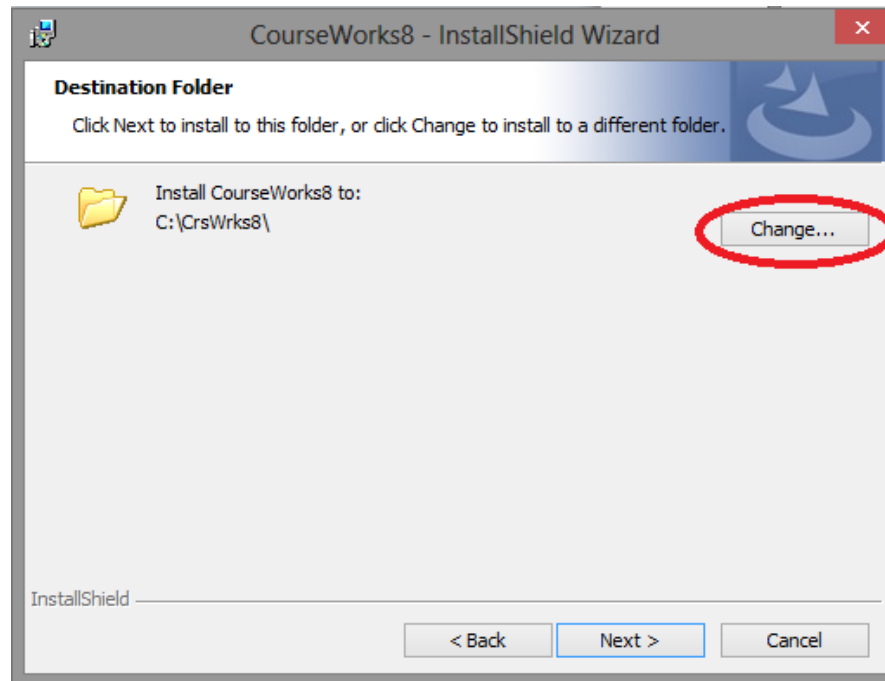 CourseWorks8 - InstallShield Wizard
Destination Folder
Click Next to install to this folder, or click Change to install to a different folder.
Install CourseWorks8 to:
C:\CrsWrks8\
Change...
InstallShield
< Back
Next >
Cancel